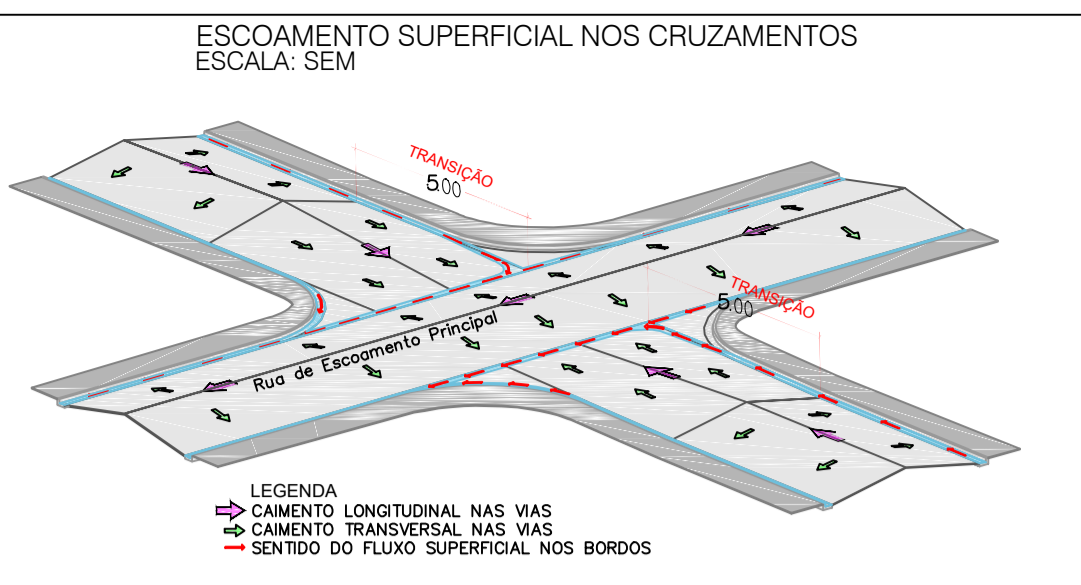 ESCOAMENTO SUPERFICIAL NOS CRUZAMENTOS
ESCALA: SEM
TRANSIÇÃO
5.00
TRANSIÇÃO
5.00
Rua de Escoamento Principal
LEGENDA
CAIMENTO LONGITUDINAL NAS VIAS
CAIMENTO TRANSVERSAL NAS VIAS
SENTIDO DO FLUXO SUPERFICIAL NOS BORDOS